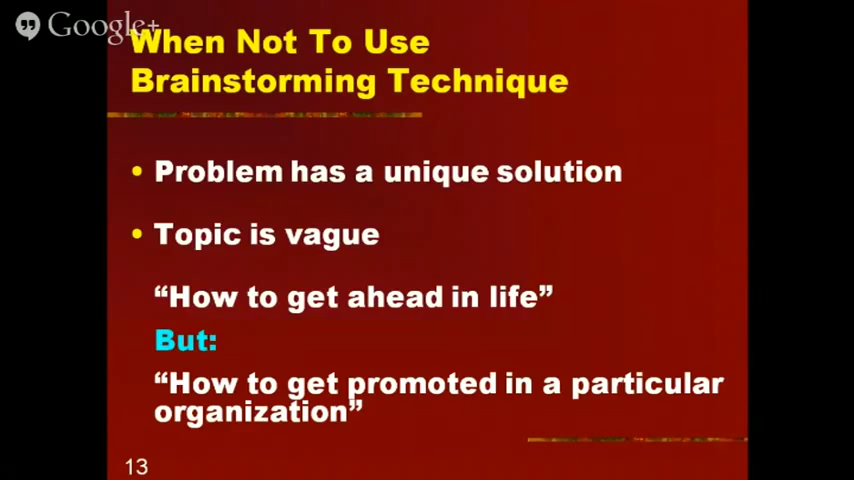 Google+
When Not To Use
Brainstorming Technique
• Problem has a unique solution
• Topic is vague
“How to get ahead in life”
But:
“How to get promoted in a particular
organization”
13